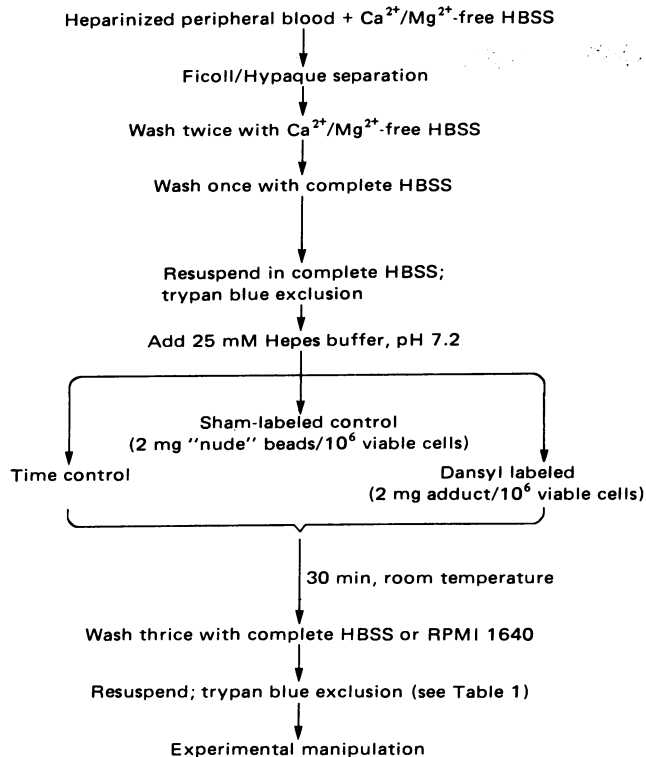 Heparinized peripheral blood + Ca²⁺/Mg²⁺-free HBSS
Ficoll/Hypaque separation
Wash twice with Ca²⁺/Mg²⁺-free HBSS
Wash once with complete HBSS
Resuspend in complete HBSS;
trypan blue exclusion
Add 25 mM Hepes buffer, pH 7.2
Sham-labeled control
(2 mg "nude" beads/10⁶ viable cells)
Time control
Dansyl labeled
(2 mg adduct/10⁶ viable cells)
30 min, room temperature
Wash thrice with complete HBSS or RPMI 1640
Resuspend; trypan blue exclusion (see Table 1)
Experimental manipulation